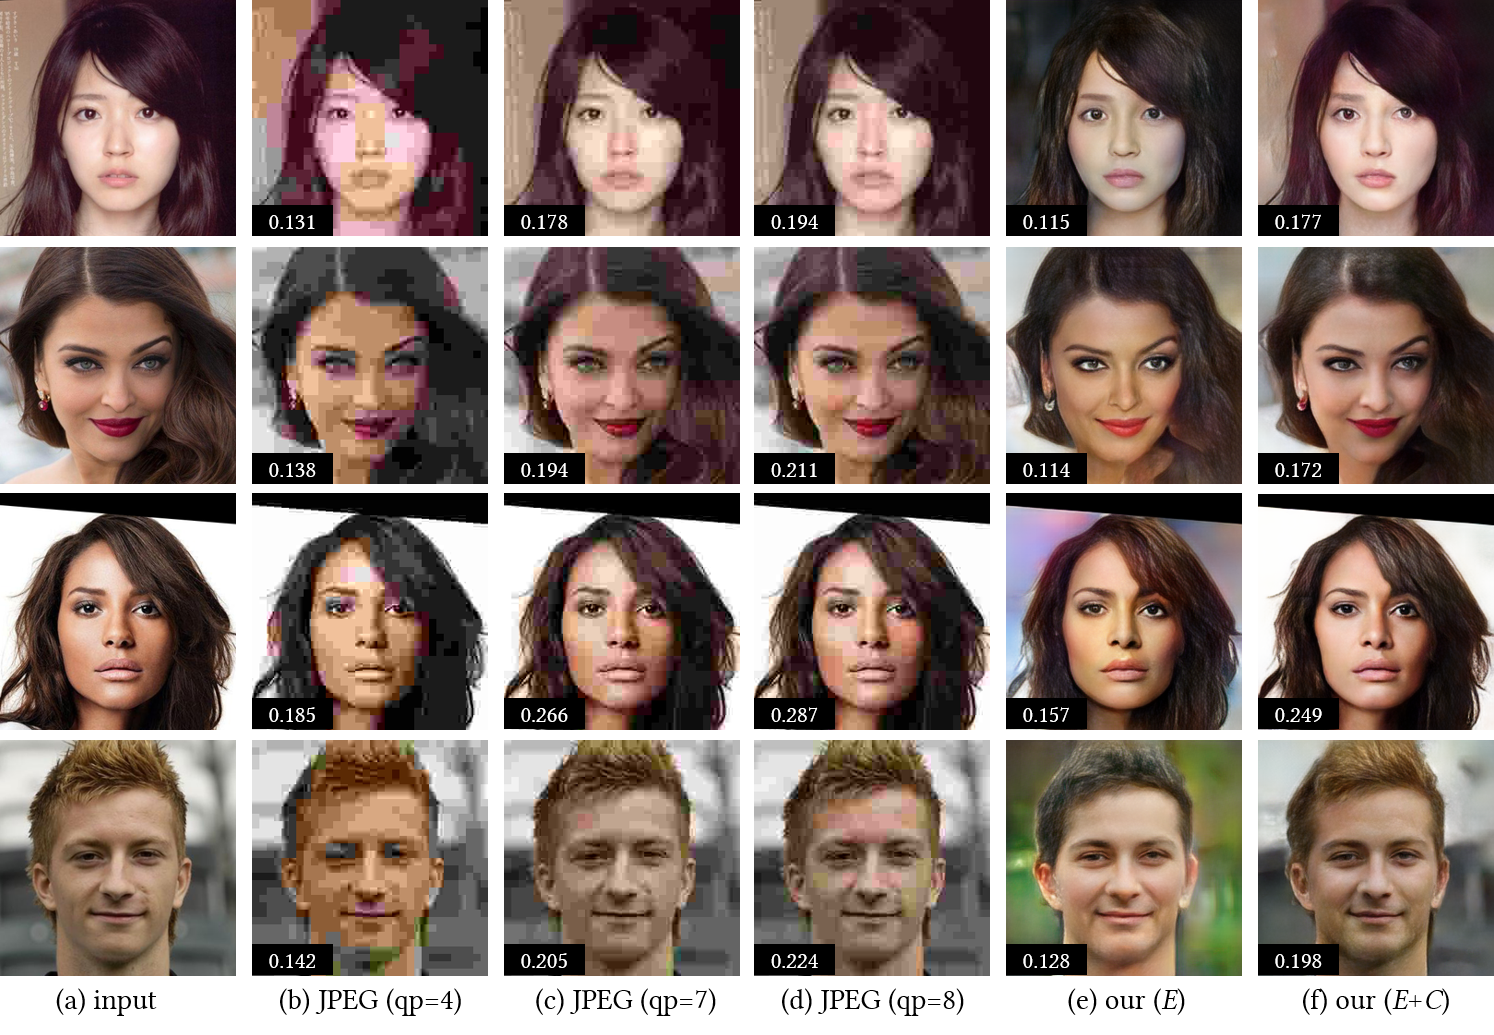 0.131 0.178 0.194 0.115 0.177
0.138 0.194 0.211 0.114 0.172
0.185 0.266 0.287 0.157 0.249
0.142 0.205 0.224 0.128 0.198
(a) input (b) JPEG (qp=4) (c) JPEG (qp=7) (d) JPEG (qp=8) (e) our (E) (f) our (E+C)